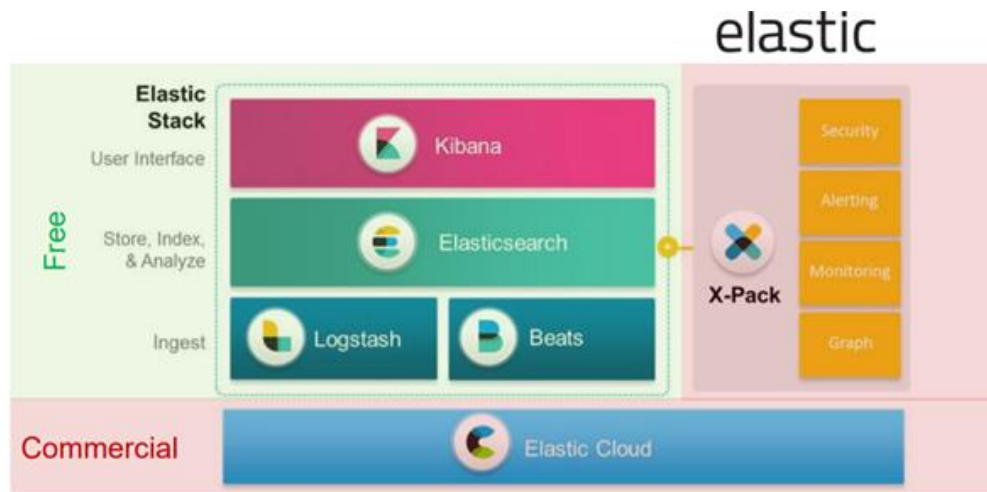 elastic
Elastic
Stack
User Interface
Kibana
Free
Store, Index,
& Analyze
Elasticsearch
Ingest
Logstash
Beats
X-Pack
Security
Alerting
Monitoring
Graph
Commercial
Elastic Cloud